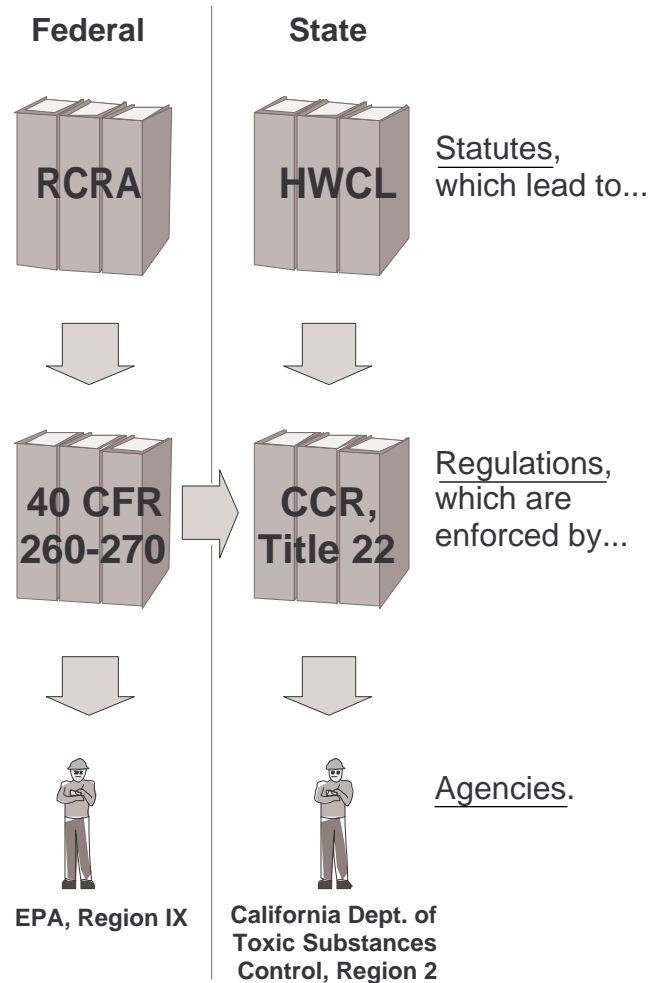 Federal
State
RCRA
HWCL
Statutes,
which lead to...
40 CFR
260-270
CCR,
Title 22
Regulations,
which are
enforced by...
Agencies.
EPA, Region IX
California Dept. of
Toxic Substances
Control, Region 2